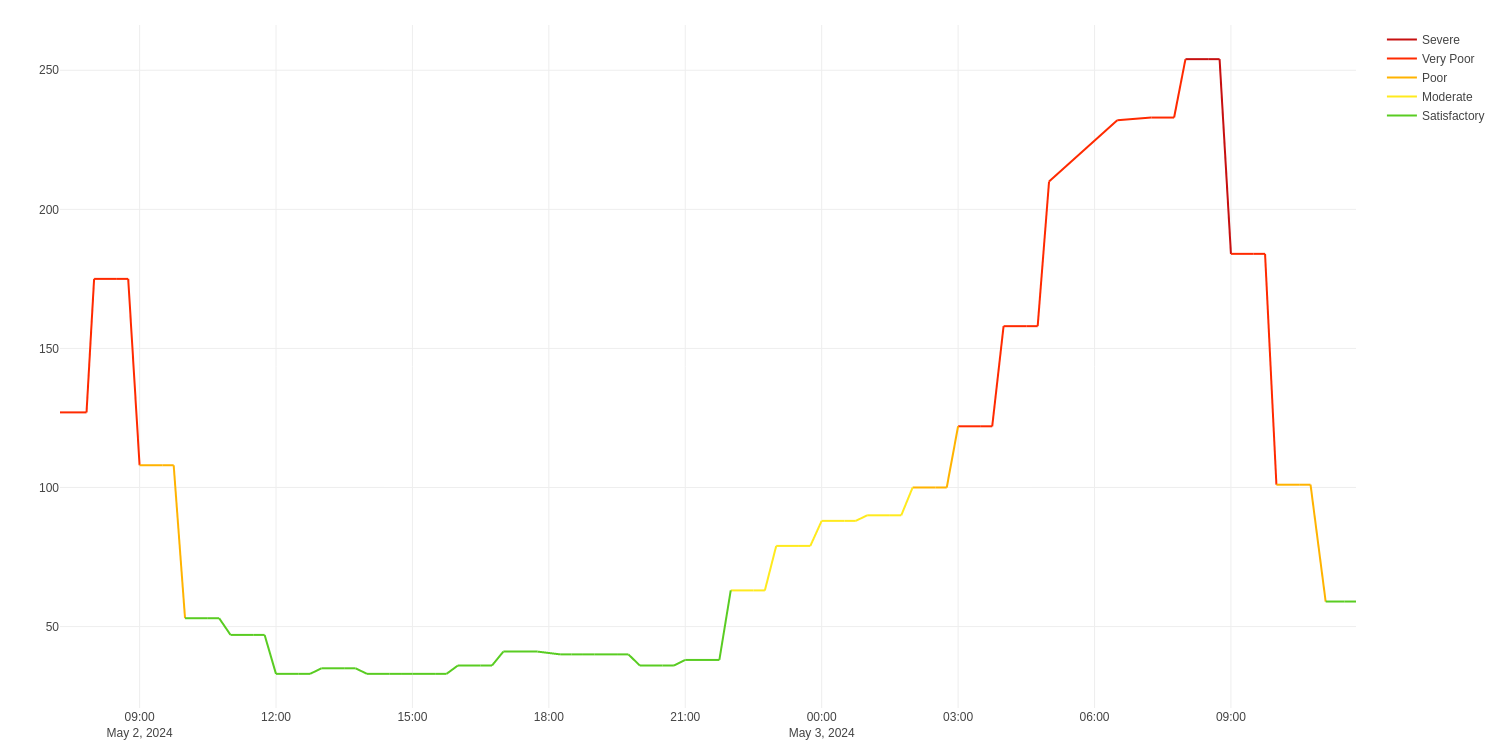 250
200
150
100
50
09:00
May 2, 2024
12:00
15:00
18:00
21:00
00:00
May 3, 2024
03:00
06:00
09:00
Severe
Very Poor
Poor
Moderate
Satisfactory